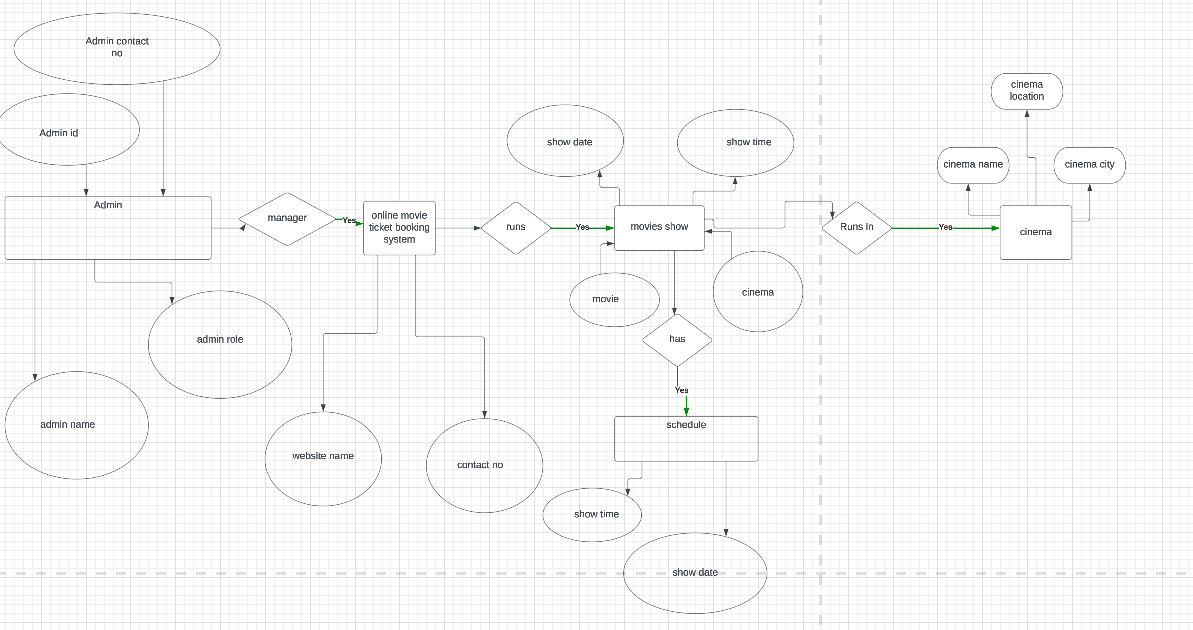 Admin contact
no
Admin id
Admin
manager
Yes
online movie
ticket booking
system
admin role
admin name
website name
contact no
runs
Yes
show date
show time
movies show
movie
cinema
has
Yes
schedule
show time
show date
Runs In
Yes
cinema
location
cinema name
cinema city
cinema